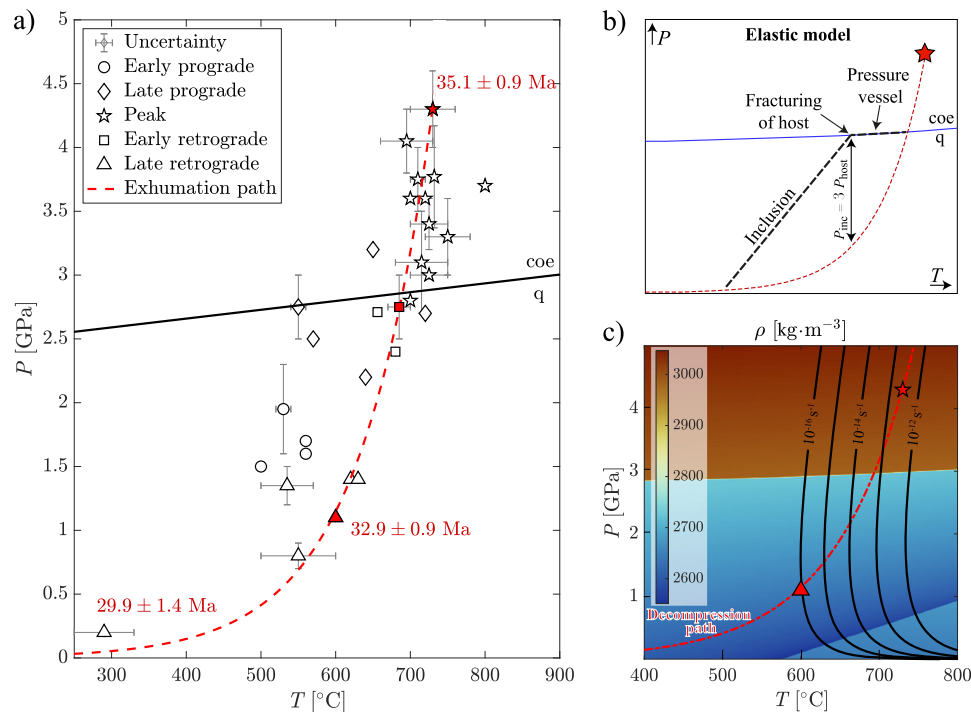 a)
P [GPa]
5
4.5
4
3.5
3
2.5
2
1.5
1
0.5
0
Uncertainty
Early prograde
Late prograde
Peak
Early retrograde
Late retrograde
Exhumation path
35.1 ± 0.9 Ma
coe
q
32.9 ± 0.9 Ma
29.9 ± 1.4 Ma
300 400 500 600 700 800 900
T [°C]
b)
P
Elastic model
Pressure
vessel
Fracturing
of host
coe
q
Inclusion
P_inc = 3 P_host
T
c)
ρ [kg·m⁻³]
P [GPa]
4
3
2
1
3000
2900
2800
2700
2600
10⁻¹⁶ s⁻¹
10⁻¹⁴ s⁻¹
10⁻¹² s⁻¹
Decompression
path
400 500 600 700 800
T [°C]